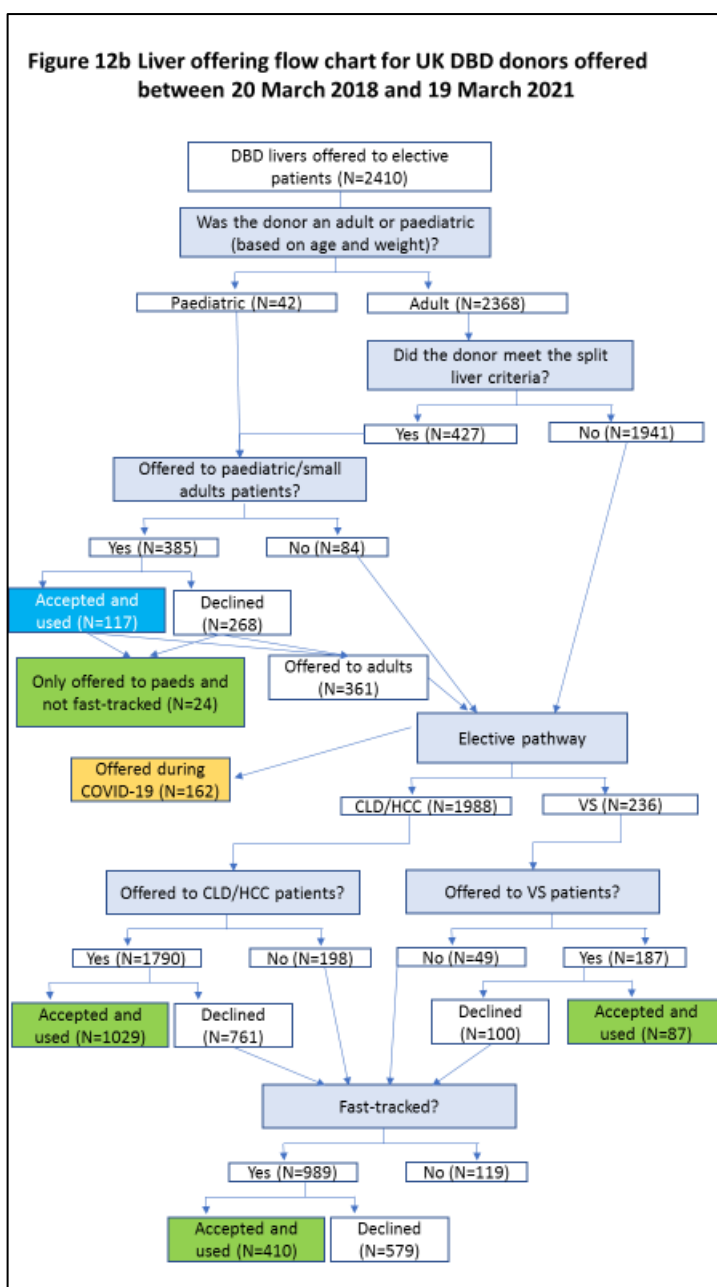 Figure 12b Liver offering flow chart for UK DBD donors offered
between 20 March 2018 and 19 March 2021
DBD livers offered to elective
patients (N=2410)
Was the donor an adult or paediatric
(based on age and weight)?
Paediatric (N=42)
Adult (N=2368)
Did the donor meet the split
liver criteria?
Yes (N=427)
No (N=1941)
Offered to paediatric/small
adults patients?
Yes (N=385)
No (N=84)
Accepted and
used (N=117)
Declined
(N=268)
Only offered to paeds and
not fast-tracked (N=24)
Offered to adults
(N=361)
Elective pathway
Offered during
COVID-19 (N=162)
CLD/HCC (N=1988)
VS (N=236)
Offered to CLD/HCC patients?
Offered to VS patients?
Yes (N=1790)
No (N=198)
No (N=49)
Yes (N=187)
Accepted and
used (N=1029)
Declined
(N=761)
Declined
(N=100)
Accepted and
used (N=87)
Fast-tracked?
Yes (N=989)
No (N=119)
Accepted and
used (N=410)
Declined
(N=579)